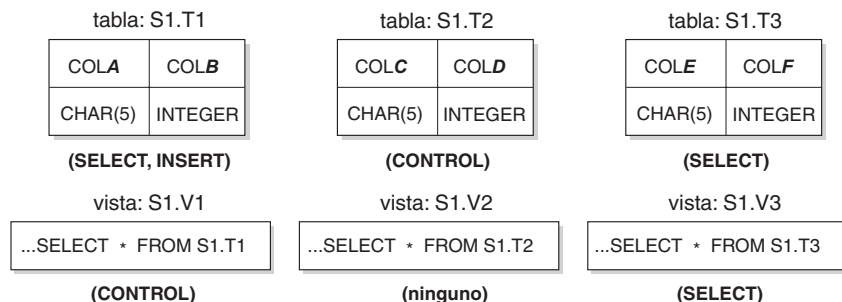 tabla: S1.T1 tabla: S1.T2 tabla: S1.T3
COLA COLB COLC COLD COLE COLF
CHAR(5) INTEGER CHAR(5) INTEGER CHAR(5) INTEGER
(SELECT, INSERT) (CONTROL) (SELECT)
vista: S1.V1 vista: S1.V2 vista: S1.V3
...SELECT * FROM S1.T1 ...SELECT * FROM S1.T2 ...SELECT * FROM S1.T3
(CONTROL) (ninguno) (SELECT)